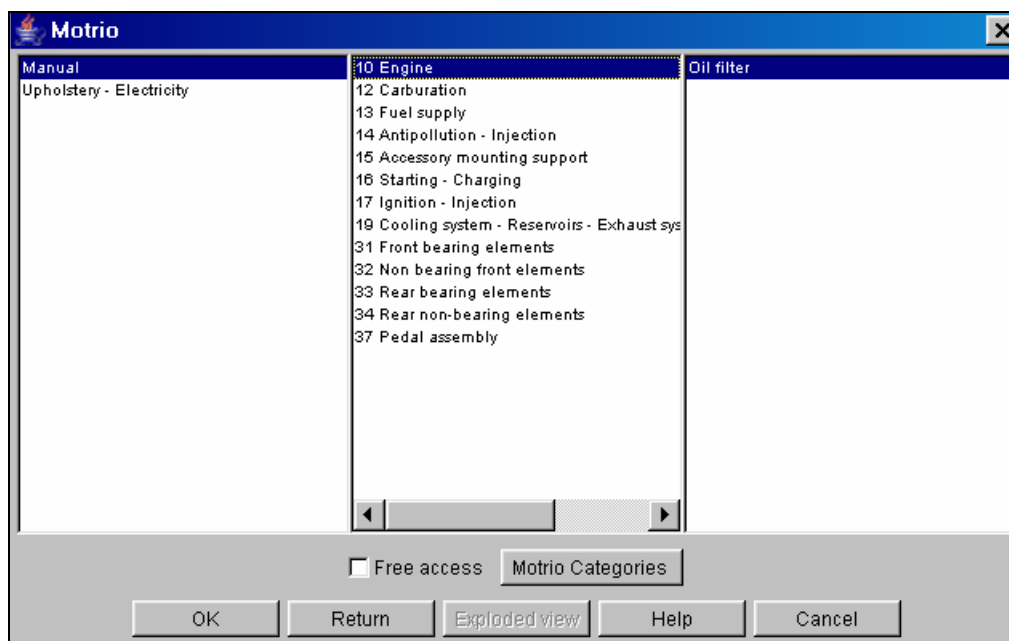 Motrio
Manual
Upholstery - Electricity
10 Engine
12 Carburation
13 Fuel supply
14 Antipollution - Injection
15 Accessory mounting support
16 Starting - Charging
17 Ignition - Injection
19 Cooling system - Reservoirs - Exhaust sys
31 Front bearing elements
32 Non bearing front elements
33 Rear bearing elements
34 Rear non-bearing elements
37 Pedal assembly
Oil filter
Free access
Motrio Categories
OK
Return
Exploded view
Help
Cancel